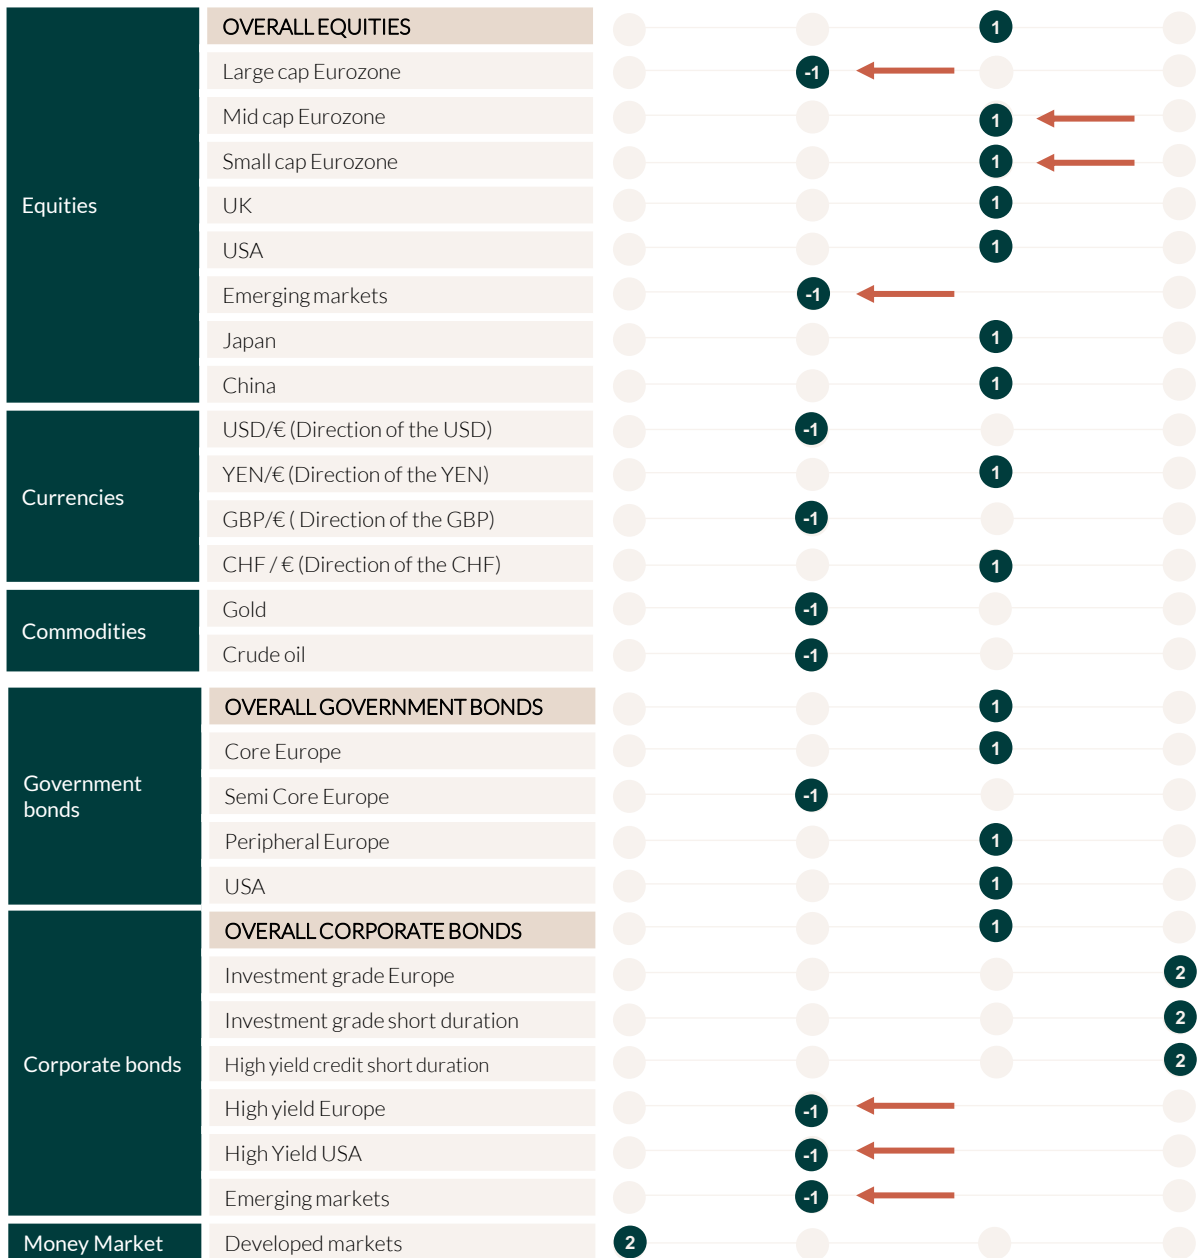 OVERALL EQUITIES 1
Large cap Eurozone -1
Mid cap Eurozone 1
Small cap Eurozone 1
Equities
UK 1
USA 1
Emerging markets -1
Japan 1
China 1
USD/€ (Direction of the USD) -1
YEN/€ (Direction of the YEN) 1
Currencies
GBP/€ ( Direction of the GBP) -1
CHF / € (Direction of the CHF) 1
Gold -1
Commodities
Crude oil -1
OVERALL GOVERNMENT BONDS 1
Core Europe 1
Government
bonds
Semi Core Europe -1
Peripheral Europe 1
USA 1
OVERALL CORPORATE BONDS 1
Investment grade Europe 2
Investment grade short duration 2
Corporate bonds
High yield credit short duration 2
High yield Europe -1
High Yield USA -1
Emerging markets -1
Money Market
Developed markets 2